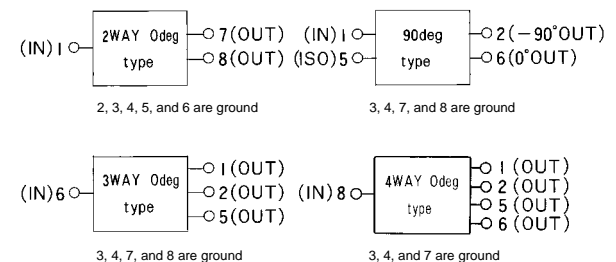 2WAY 0deg type
(IN) 1
7(OUT)
8(OUT)
2, 3, 4, 5, and 6 are ground
90deg type
(IN) 1
(ISO) 5
2(−90°OUT)
6(0°OUT)
3, 4, 7, and 8 are ground
3WAY 0deg type
(IN) 6
1(OUT)
2(OUT)
5(OUT)
3, 4, 7, and 8 are ground
4WAY 0deg type
(IN) 8
1 (OUT)
2 (OUT)
5 (OUT)
6 (OUT)
3, 4, and 7 are ground